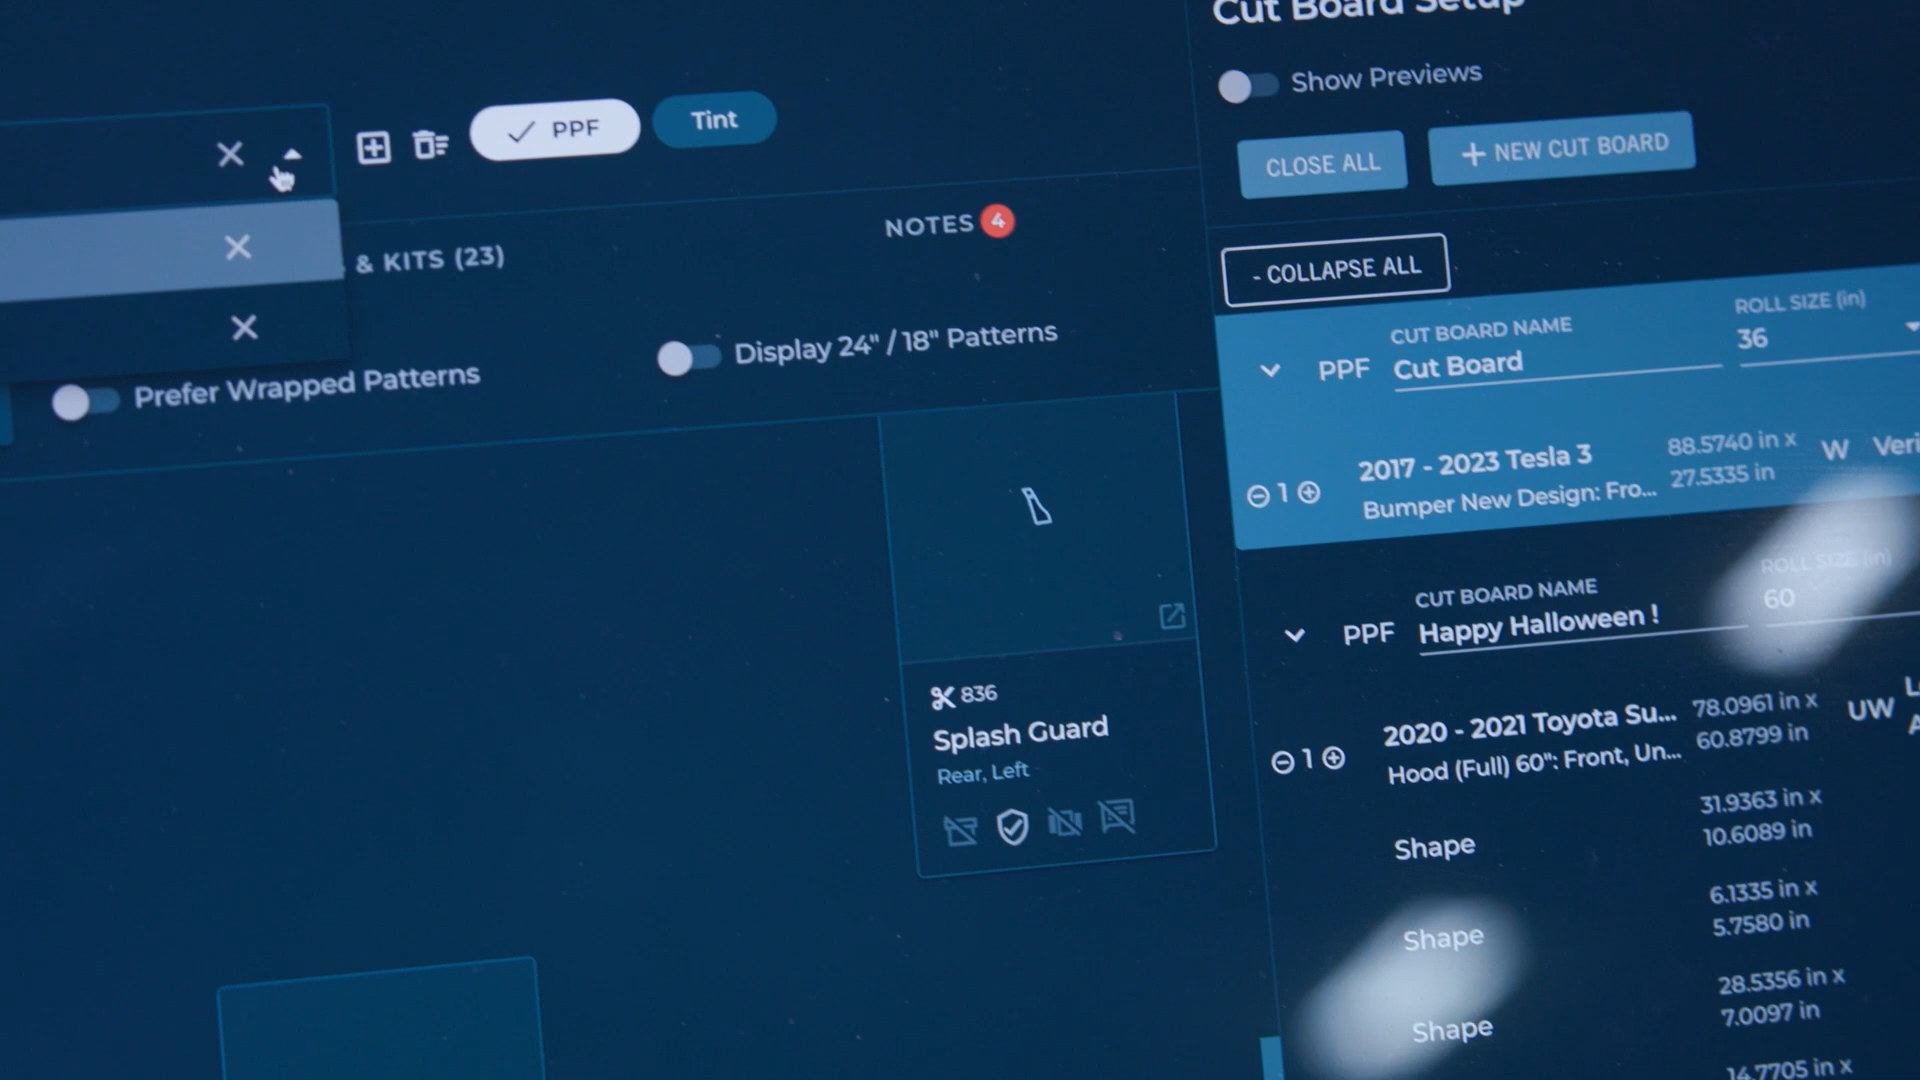 Cut Board Setup
Show Previews
PPF
Tint
CLOSE ALL
+ NEW CUT BOARD
& KITS (23)
NOTES 4
- COLLAPSE ALL
Prefer Wrapped Patterns
Display 24" / 18" Patterns
PPF
CUT BOARD NAME
Cut Board
ROLL SIZE (in)
36
1
2017 - 2023 Tesla 3
Bumper New Design: Fro...
88.5740 in x
27.5335 in
W
Veri
PPF
CUT BOARD NAME
Happy Halloween !
ROLL SIZE (in)
60
836
Splash Guard
Rear, Left
1
2020 - 2021 Toyota Su...
Hood (Full) 60": Front, Un...
78.0961 in x
60.8799 in
UW
Shape
31.9363 in x
10.6089 in
Shape
6.1335 in x
5.7580 in
Shape
28.5356 in x
7.0097 in
14.7705 in x